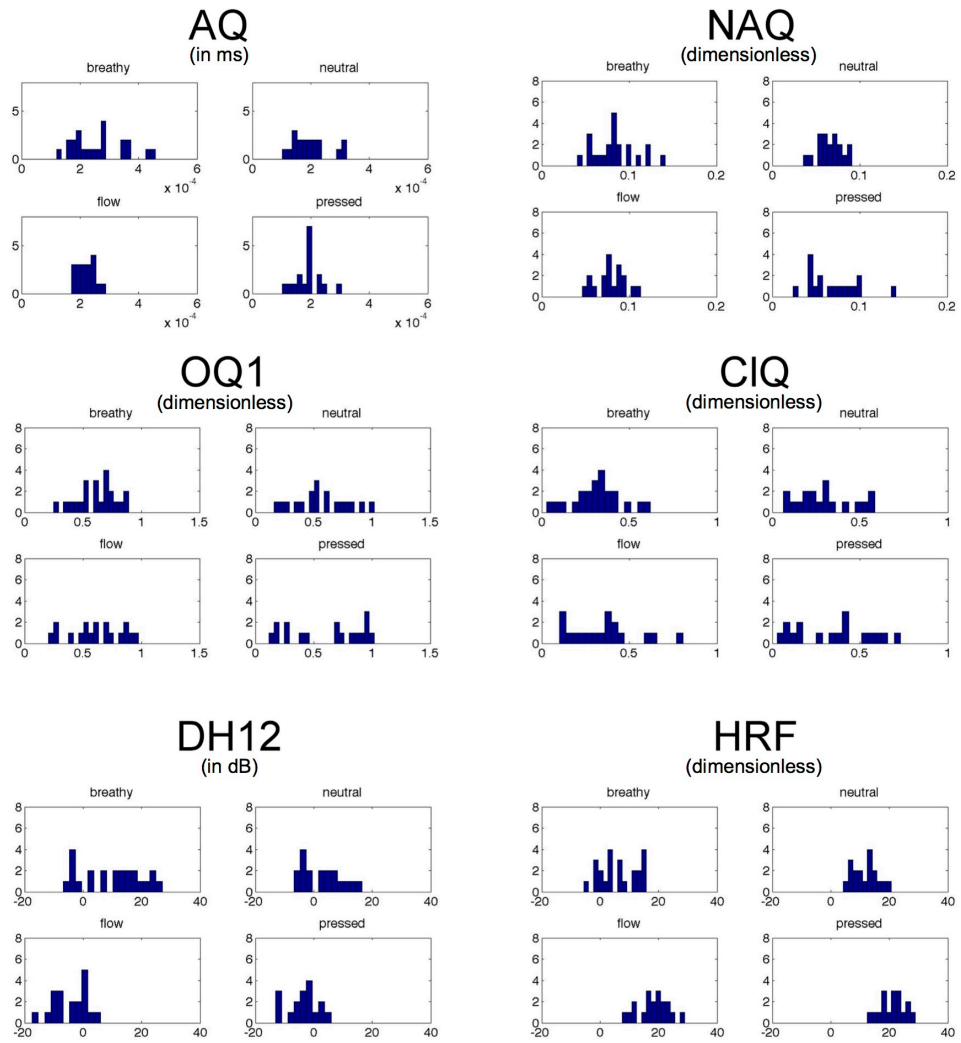 AQ
(in ms)
breathy
neutral
5
0
0 2 4 6
x 10⁻⁴
5
0
0 2 4 6
x 10⁻⁴
flow
pressed
5
0
0 2 4 6
x 10⁻⁴
5
0
0 2 4 6
x 10⁻⁴
NAQ
(dimensionless)
breathy
neutral
8
6
4
2
0
0 0.1 0.2
8
6
4
2
0
0 0.1 0.2
flow
pressed
8
6
4
2
0
0 0.1 0.2
8
6
4
2
0
0 0.1 0.2
OQ1
(dimensionless)
breathy
neutral
8
6
4
2
0
0 0.5 1 1.5
8
6
4
2
0
0 0.5 1 1.5
flow
pressed
8
6
4
2
0
0 0.5 1 1.5
8
6
4
2
0
0 0.5 1 1.5
ClQ
(dimensionless)
breathy
neutral
8
6
4
2
0
0 0.5 1
8
6
4
2
0
0 0.5 1
flow
pressed
8
6
4
2
0
0 0.5 1
8
6
4
2
0
0 0.5 1
DH12
(in dB)
breathy
neutral
8
6
4
2
0
-20 0 20 40
8
6
4
2
0
-20 0 20 40
flow
pressed
8
6
4
2
0
-20 0 20 40
8
6
4
2
0
-20 0 20 40
HRF
(dimensionless)
breathy
neutral
8
6
4
2
0
-20 0 20 40
8
6
4
2
0
-20 0 20 40
flow
pressed
8
6
4
2
0
-20 0 20 40
8
6
4
2
0
-20 0 20 40